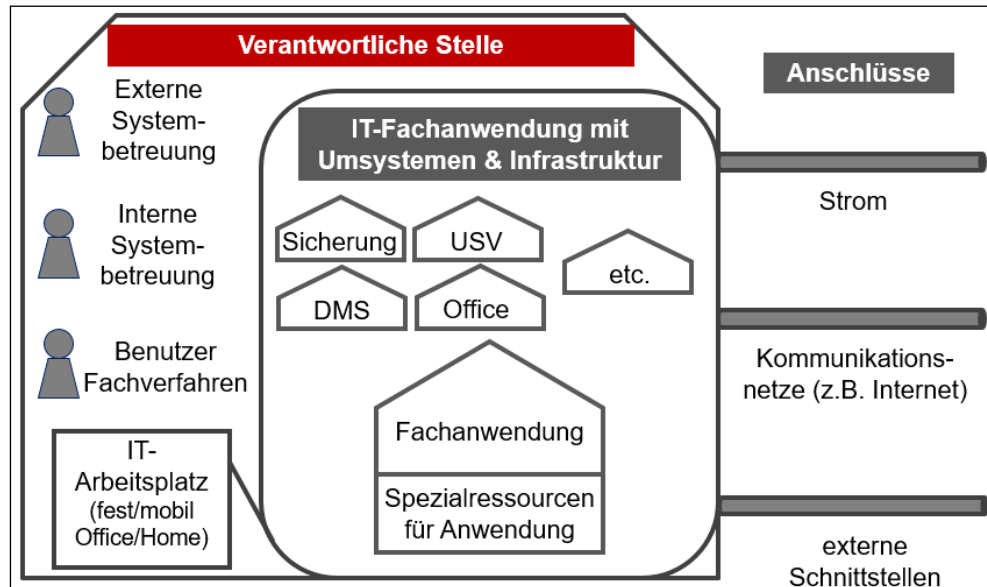 Verantwortliche Stelle
Externe
System-
betreuung
Interne
System-
betreuung
Benutzer
Fachverfahren
IT-
Arbeitsplatz
(fest/mobil
Office/Home)
IT-Fachanwendung mit
Umsystemen & Infrastruktur
Sicherung
USV
etc.
DMS
Office
Fachanwendung
Spezialressourcen
für Anwendung
Anschlüsse
Strom
Kommunikations-
netze (z.B. Internet)
externe
Schnittstellen